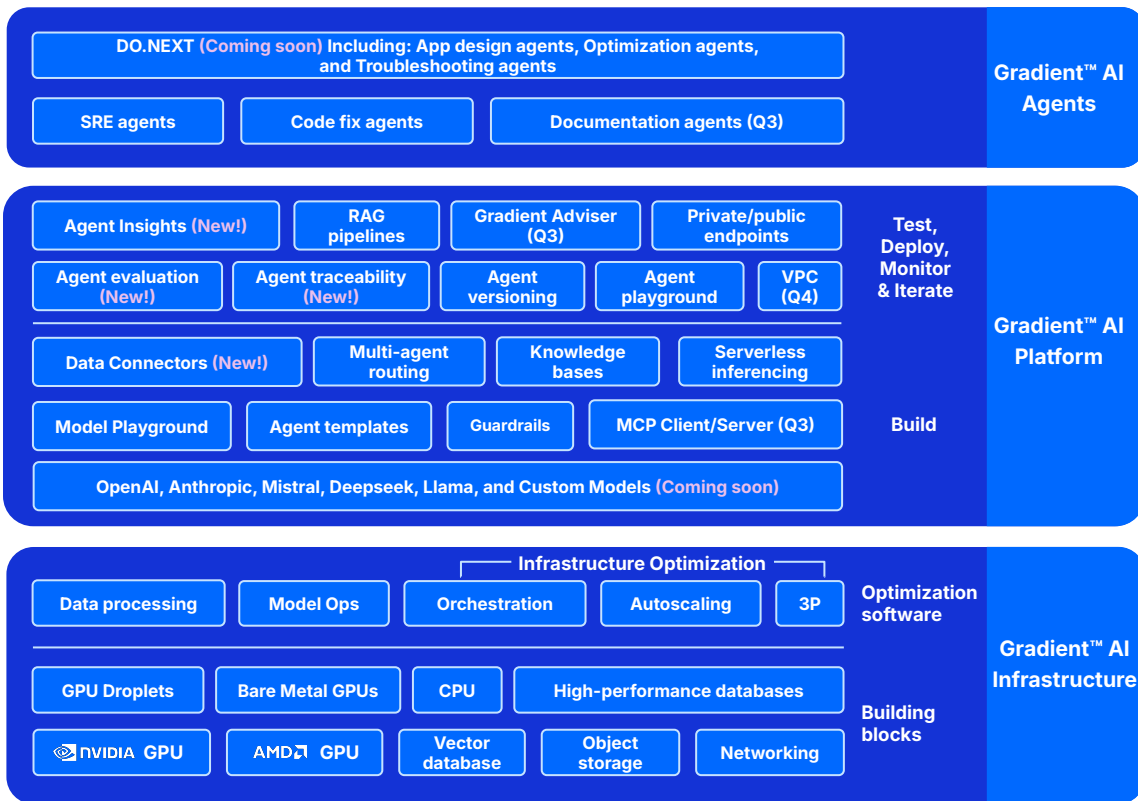 DO.NEXT (Coming soon) Including: App design agents, Optimization agents,
and Troubleshooting agents
SRE agents
Code fix agents
Documentation agents (Q3)
Gradient™ AI
Agents
Agent Insights (New!)
RAG
pipelines
Gradient Adviser
(Q3)
Private/public
endpoints
Agent evaluation
(New!)
Agent traceability
(New!)
Agent
versioning
Agent
playground
VPC
(Q4)
Test,
Deploy,
Monitor
& Iterate
Data Connectors (New!)
Multi-agent
routing
Knowledge
bases
Serverless
inferencing
Model Playground
Agent templates
Guardrails
MCP Client/Server (Q3)
OpenAI, Anthropic, Mistral, Deepseek, Llama, and Custom Models (Coming soon)
Build
Gradient™ AI
Platform
Infrastructure Optimization
Data processing
Model Ops
Orchestration
Autoscaling
3P
Optimization
software
GPU Droplets
Bare Metal GPUs
CPU
High-performance databases
NVIDIA GPU
AMD GPU
Vector
database
Object
storage
Networking
Building
blocks
Gradient™ AI
Infrastructure